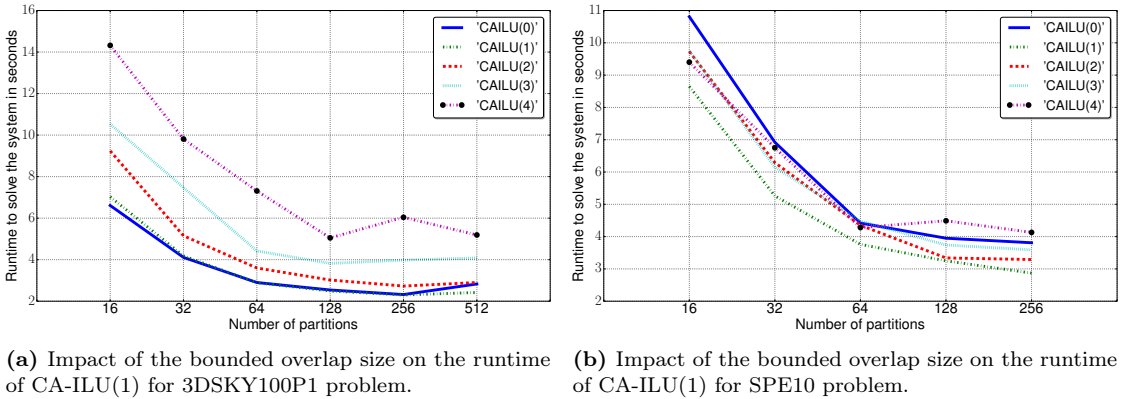 16
14
12
10
8
6
4
2
Runtime to solve the system in seconds
16 32 64 128 256 512
Number of partitions
'CAILU(0)'
'CAILU(1)'
'CAILU(2)'
'CAILU(3)'
'CAILU(4)'
(a) Impact of the bounded overlap size on the runtime
of CA-ILU(1) for 3DSKY100P1 problem.
11
10
9
8
7
6
5
4
3
2
Runtime to solve the system in seconds
16 32 64 128 256
Number of partitions
'CAILU(0)'
'CAILU(1)'
'CAILU(2)'
'CAILU(3)'
'CAILU(4)'
(b) Impact of the bounded overlap size on the runtime
of CA-ILU(1) for SPE10 problem.